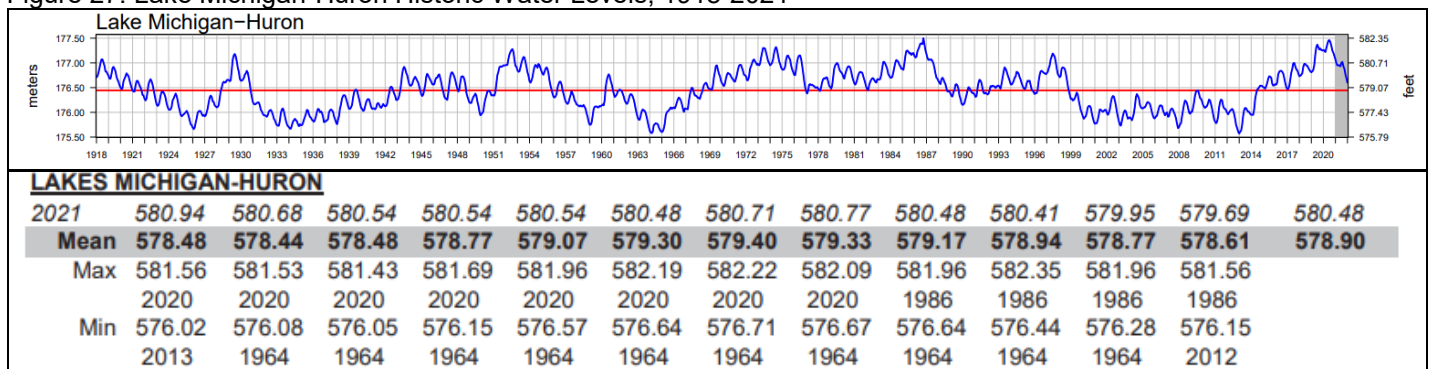 Lake Michigan−Huron
177.50
177.00
176.50
176.00
175.50
meters
582.35
580.71
579.07
577.43
575.79
feet
1918 1921 1924 1927 1930 1933 1936 1939 1942 1945 1948 1951 1954 1957 1960 1963 1966 1969 1972 1975 1978 1981 1984 1987 1990 1993 1996 1999 2002 2005 2008 2011 2014 2017 2020
LAKES MICHIGAN-HURON
2021 580.94 580.68 580.54 580.54 580.54 580.48 580.71 580.77 580.48 580.41 579.95 579.69 580.48
Mean 578.48 578.44 578.48 578.77 579.07 579.30 579.40 579.33 579.17 578.94 578.77 578.61 578.90
Max 581.56 581.53 581.43 581.69 581.96 582.19 582.22 582.09 581.96 582.35 581.96 581.56
2020 2020 2020 2020 2020 2020 2020 2020 1986 1986 1986 1986
Min 576.02 576.08 576.05 576.15 576.57 576.64 576.71 576.67 576.64 576.44 576.28 576.15
2013 1964 1964 1964 1964 1964 1964 1964 1964 1964 1964 2012